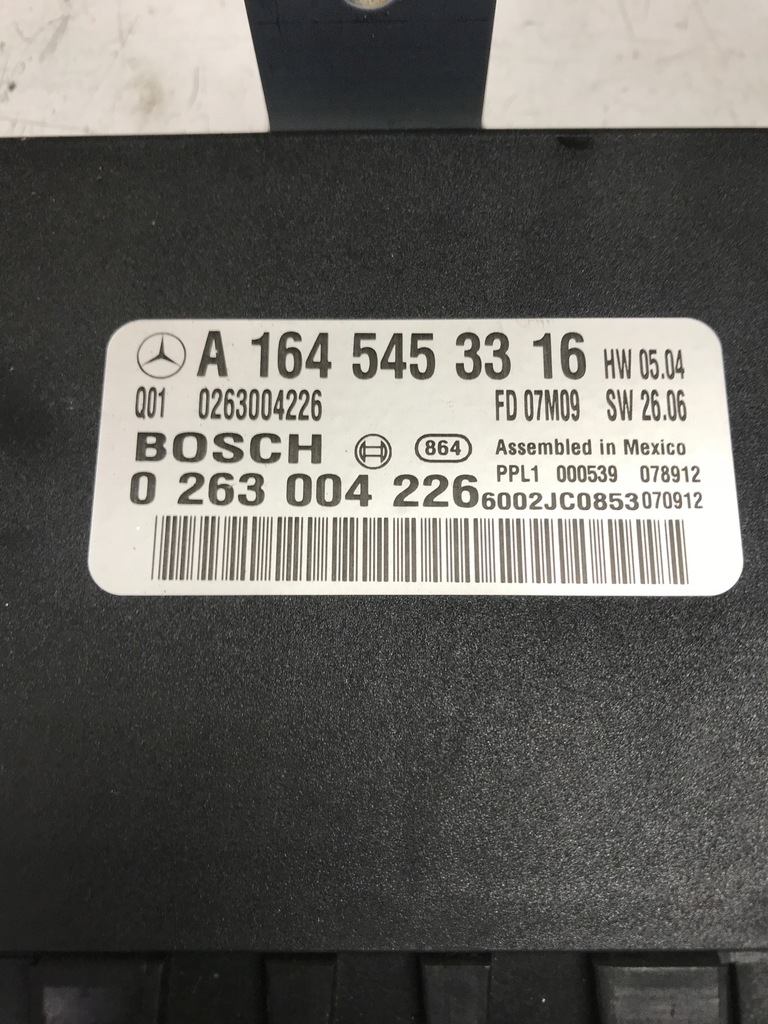 A 164 545 33 16 HW 05.04
Q01 0263004226 FD 07M09 SW 26.06
BOSCH 864 Assembled in Mexico
PPL1 000539 078912
0 263 004 226 6002JC0853 070912